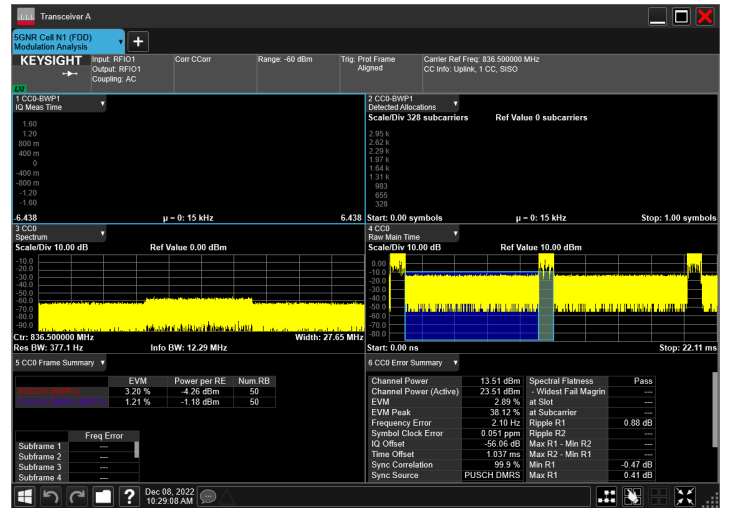 Transceiver A
5GNR Cell N1 (FDD)
Modulation Analysis
KEYSIGHT
Input: RFIO1
Output: RFIO1
Coupling: AC
Corr CCorr
Range: -60 dBm
Trig: Prot Frame
Aligned
Carrier Ref Freq: 836.500000 MHz
CC Info: Uplink, 1 CC, SISO
LXI
1 CC0-BWP1
IQ Meas Time
1.60
1.20
800 m
400 m
0
-400 m
-800 m
-1.20
-1.60
-6.438 μ = 0: 15 kHz 6.438
2 CC0-BWP1
Detected Allocations
Scale/Div 328 subcarriers Ref Value 0 subcarriers
2.95 k
2.62 k
2.29 k
1.97 k
1.64 k
1.31 k
983
655
328
Start: 0.00 symbols μ = 0: 15 kHz Stop: 1.00 symbols
3 CC0
Spectrum
Scale/Div 10.00 dB Ref Value 0.00 dBm
-10.0
-20.0
-30.0
-40.0
-50.0
-60.0
-70.0
-80.0
-90.0
Ctr: 836.500000 MHz Width: 27.65 MHz
Res BW: 377.1 Hz Info BW: 12.29 MHz
4 CC0
Raw Main Time
Scale/Div 10.00 dB Ref Value 10.00 dBm
0.00
-10.0
-20.0
-30.0
-40.0
-50.0
-60.0
-70.0
-80.0
Start: 0.00 ns Stop: 22.11 ms
5 CC0 Frame Summary
EVM Power per RE Num.RB
3.20 % -4.26 dBm 50
1.21 % -1.18 dBm 50
Freq Error
Subframe 1 ---
Subframe 2 ---
Subframe 3 ---
Subframe 4 ---
6 CC0 Error Summary
Channel Power 13.51 dBm Spectral Flatness Pass
Channel Power (Active) 23.51 dBm - Widest Fail Magrin ---
EVM 2.89 % at Slot ---
EVM Peak 38.12 % at Subcarrier ---
Frequency Error 2.10 Hz Ripple R1 0.88 dB
Symbol Clock Error 0.051 ppm Ripple R2 ---
IQ Offset -56.06 dB Max R1 - Min R2 ---
Time Offset 1.037 ms Max R2 - Min R1 ---
Sync Correlation 99.9 % Min R1 -0.47 dB
Sync Source PUSCH DMRS Max R1 0.41 dB
Dec 08, 2022
10:29:08 AM